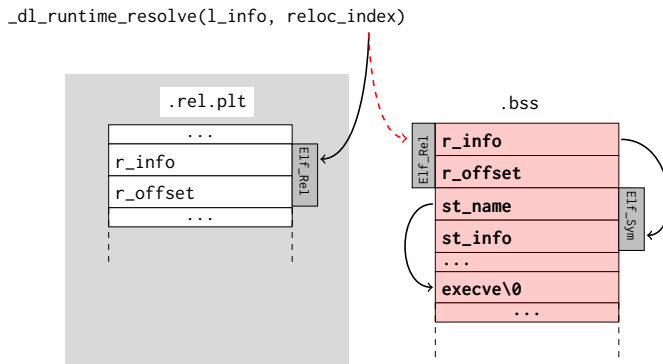 _dl_runtime_resolve(l_info, reloc_index)
.rel.plt
...
r_info
r_offset
...
Elf_Rel
.bss
Elf_Rel
r_info
r_offset
st_name
st_info
...
execve\0
...
Elf_Sym